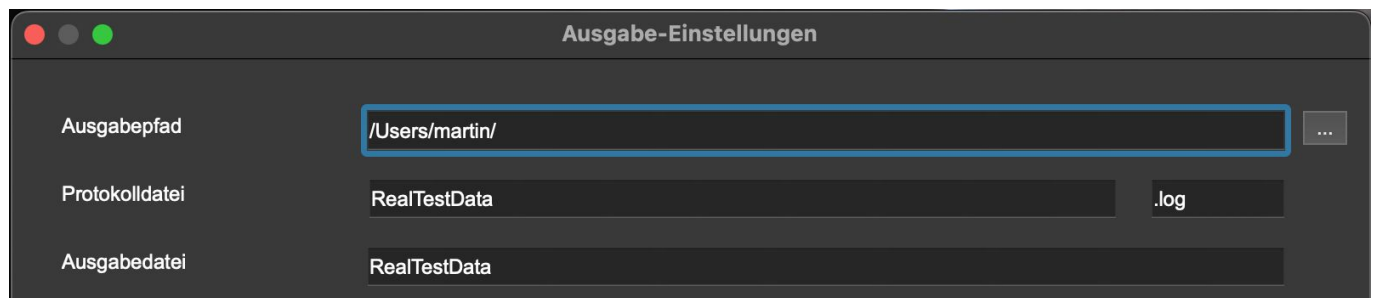 Ausgabe-Einstellungen
Ausgabepfad /Users/martin/ ...
Protokolldatei RealTestData .log
Ausgabedatei RealTestData